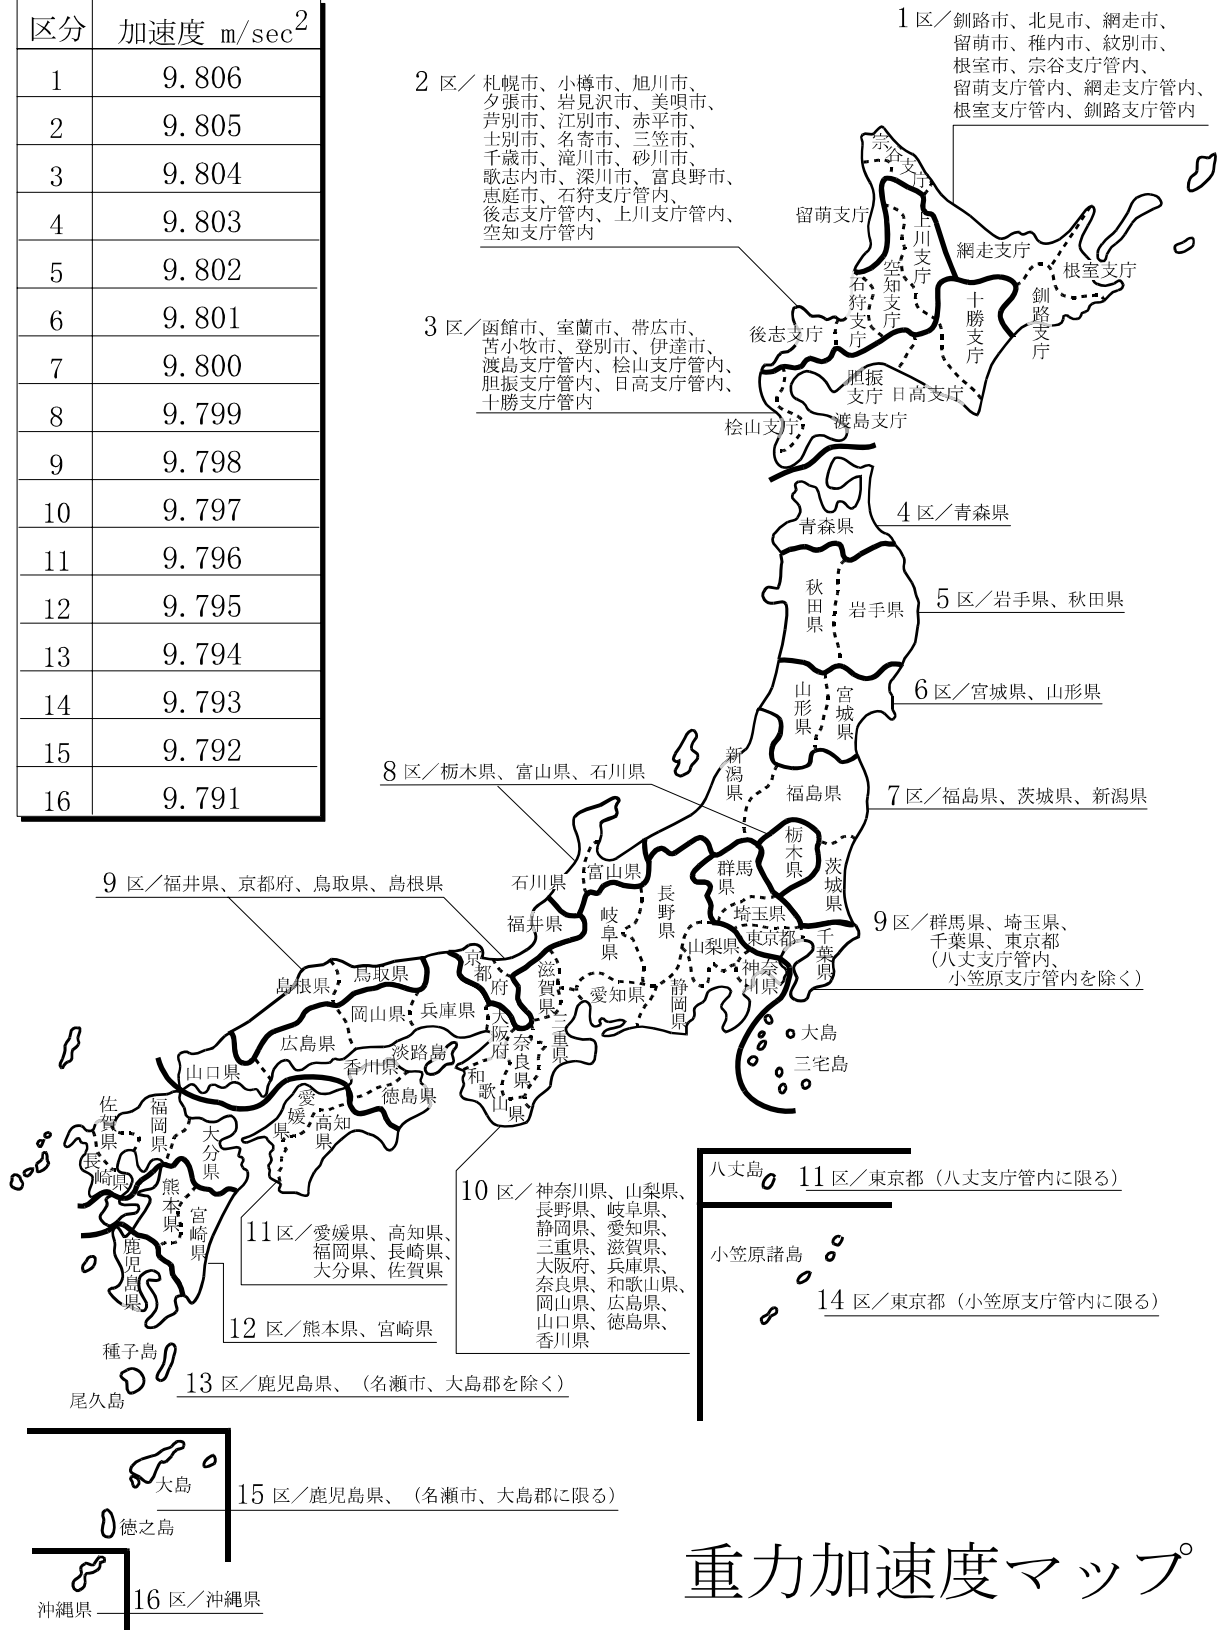 区分 加速度 m/sec²
1 9.806
2 9.805
3 9.804
4 9.803
5 9.802
6 9.801
7 9.800
8 9.799
9 9.798
10 9.797
11 9.796
12 9.795
13 9.794
14 9.793
15 9.792
16 9.791
1 区／釧路市、北見市、網走市、
留萌市、稚内市、紋別市、
根室市、宗谷支庁管内、
留萌支庁管内、網走支庁管内、
根室支庁管内、釧路支庁管内
2 区／札幌市、小樽市、旭川市、
夕張市、岩見沢市、美唄市、
芦別市、江別市、赤平市、
士別市、名寄市、三笠市、
千歳市、滝川市、砂川市、
歌志内市、深川市、富良野市、
恵庭市、石狩支庁管内、
後志支庁管内、上川支庁管内、
空知支庁管内
3 区／函館市、室蘭市、帯広市、
苫小牧市、登別市、伊達市、
渡島支庁管内、桧山支庁管内、
胆振支庁管内、日高支庁管内、
十勝支庁管内
宗谷支庁
留萌支庁
上川支庁
網走支庁
根室支庁
空知支庁
石狩支庁
釧路支庁
十勝支庁
後志支庁
胆振
支庁
日高支庁
桧山支庁
渡島支庁
青森県
4 区／青森県
秋田県
岩手県
5 区／岩手県、秋田県
山形県
宮城県
6 区／宮城県、山形県
新潟県
福島県
7 区／福島県、茨城県、新潟県
8 区／栃木県、富山県、石川県
栃木県
茨城県
群馬
県
富山県
石川県
長野県
岐阜県
福井県
埼玉県
東京都
千葉県
山梨県
神奈
川県
9 区／福井県、京都府、鳥取県、島根県
9 区／群馬県、埼玉県、
千葉県、東京都
（八丈支庁管内、
小笠原支庁管内を除く）
京都府
滋賀県
愛知県
静岡県
鳥取県
島根県
岡山県
兵庫県
大阪府
奈良県
三重県
広島県
淡路島
香川県
山口県
徳島県
和歌山県
大島
三宅島
愛媛県
高知
県
佐賀県
福岡県
大分県
長崎県
熊本県
宮崎県
鹿児島県
八丈島
11 区／東京都（八丈支庁管内に限る）
小笠原諸島
14 区／東京都（小笠原支庁管内に限る）
10 区／神奈川県、山梨県、
長野県、岐阜県、
静岡県、愛知県、
三重県、滋賀県、
大阪府、兵庫県、
奈良県、和歌山県、
岡山県、広島県、
山口県、徳島県、
香川県
11 区／愛媛県、高知県、
福岡県、長崎県、
大分県、佐賀県
12 区／熊本県、宮崎県
種子島
尾久島
13 区／鹿児島県、（名瀬市、大島郡を除く）
大島
15 区／鹿児島県、（名瀬市、大島郡に限る）
徳之島
沖縄県
16 区／沖縄県
重力加速度マップ